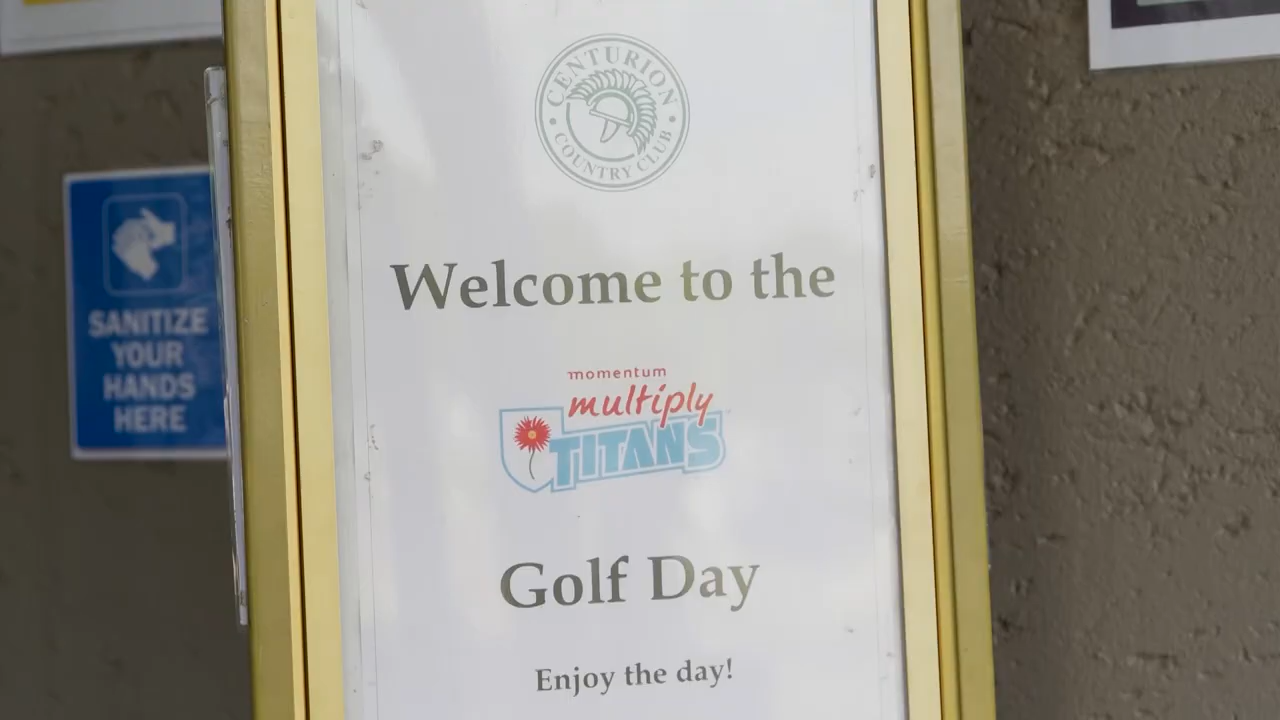 CENTURION
COUNTRY CLUB
Welcome to the
momentum
multiply
TITANS
Golf Day
Enjoy the day!
SANITIZE
YOUR
HANDS
HERE